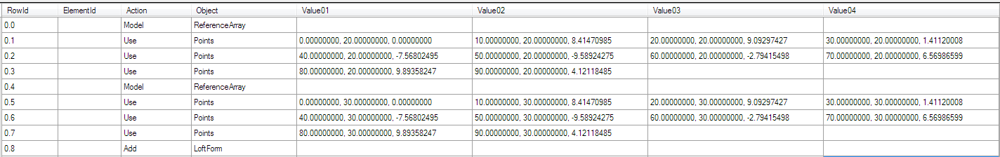 RowId ElementId Action Object Value01 Value02 Value03 Value04
0.0 Model ReferenceArray
0.1 Use Points 0.00000000, 20.00000000, 0.00000000 10.00000000, 20.00000000, 8.41470985 20.00000000, 20.00000000, 9.09297427 30.00000000, 20.00000000, 1.41120008
0.2 Use Points 40.00000000, 20.00000000, -7.56802495 50.00000000, 20.00000000, -9.58924275 60.00000000, 20.00000000, -2.79415498 70.00000000, 20.00000000, 6.56986599
0.3 Use Points 80.00000000, 20.00000000, 9.89358247 90.00000000, 20.00000000, 4.12118485
0.4 Model ReferenceArray
0.5 Use Points 0.00000000, 30.00000000, 0.00000000 10.00000000, 30.00000000, 8.41470985 20.00000000, 30.00000000, 9.09297427 30.00000000, 30.00000000, 1.41120008
0.6 Use Points 40.00000000, 30.00000000, -7.56802495 50.00000000, 30.00000000, -9.58924275 60.00000000, 30.00000000, -2.79415498 70.00000000, 30.00000000, 6.56986599
0.7 Use Points 80.00000000, 30.00000000, 9.89358247 90.00000000, 30.00000000, 4.12118485
0.8 Add LoftForm